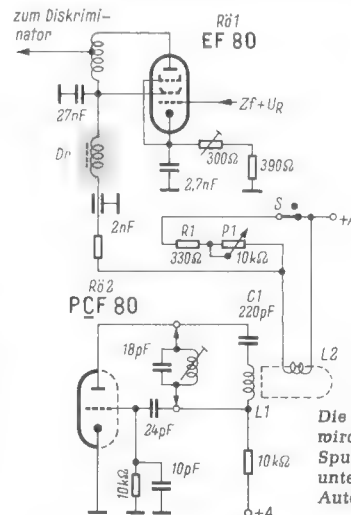 zum Diskrimi-
nator
Rö1
EF 80
Zf+U_R
27nF
300Ω
390Ω
Dr
2,7nF
2nF
S
+A
R1
P1
330Ω
10kΩ
Rö2
PCF 80
C1
220pF
L2
18pF
24pF
L1
10kΩ
10pF
10kΩ
+A
Die
wird
Spu
unte
Aut